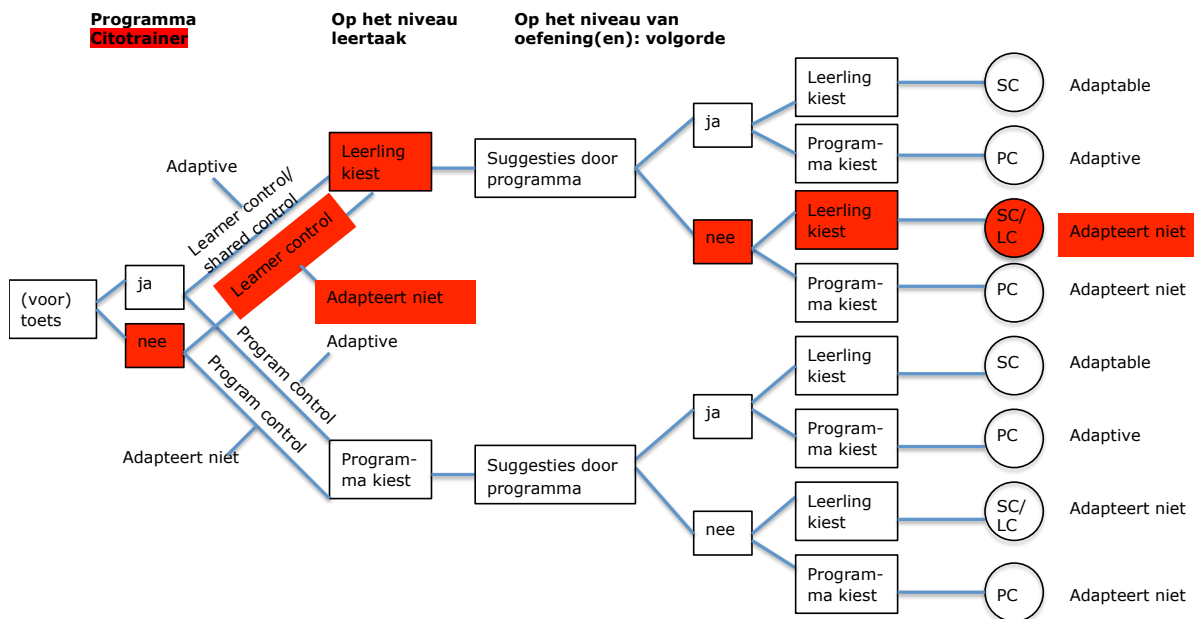 Programma
Citotrainer
Op het niveau
leertaak
Op het niveau van
oefening(en): volgorde
(voor)
toets
ja
nee
Adaptive
Learner control/
shared control
Learner control
Adapteert niet
Program control
Adaptive
Program control
Adapteert niet
Leerling
kiest
Program-
ma kiest
Suggesties door
programma
Suggesties door
programma
ja
nee
ja
nee
Leerling
kiest
SC
Adaptable
Program-
ma kiest
PC
Adaptive
Leerling
kiest
SC/
LC
Adapteert niet
Program-
ma kiest
PC
Adapteert niet
Leerling
kiest
SC
Adaptable
Program-
ma kiest
PC
Adaptive
Leerling
kiest
SC/
LC
Adapteert niet
Program-
ma kiest
PC
Adapteert niet